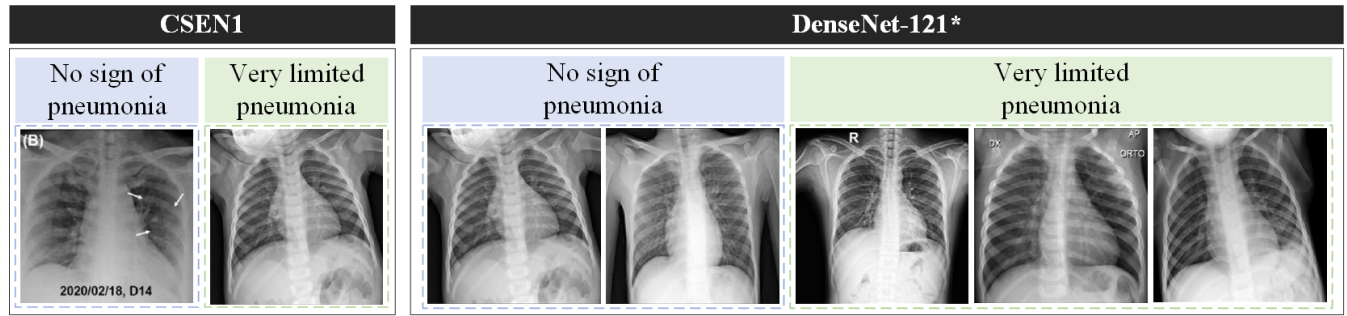 CSEN1
No sign of
pneumonia
Very limited
pneumonia
(B)
2020/02/18, D14
DenseNet-121*
No sign of
pneumonia
Very limited
pneumonia
R
DX
AP
ORTO